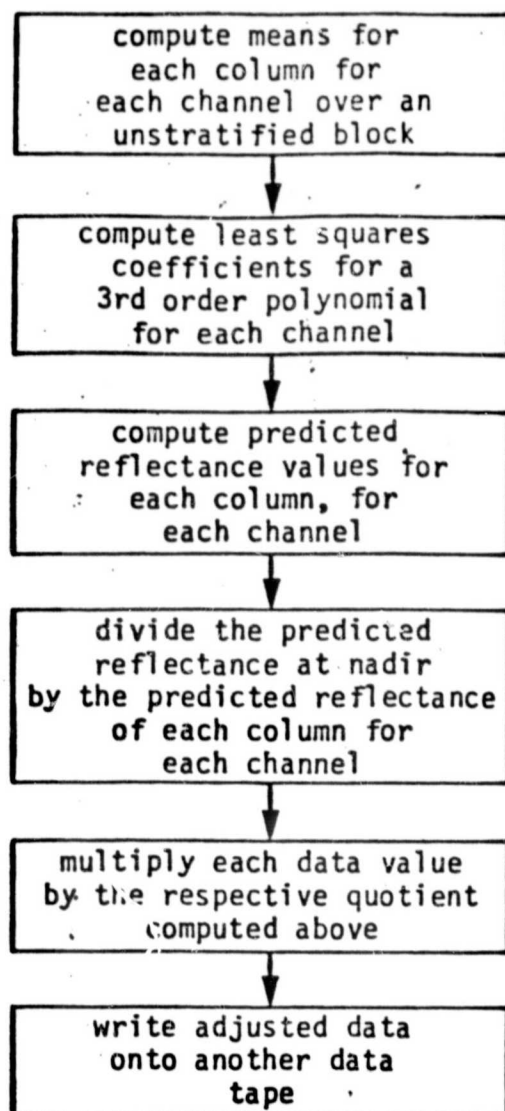 compute means for
each column for
each channel over an
unstratified block
compute least squares
coefficients for a
3rd order polynomial
for each channel
compute predicted
reflectance values for
each column, for
each channel
divide the predicted
reflectance at nadir
by the predicted reflectance
of each column for
each channel
multiply each data value
by the respective quotient
computed above
write adjusted data
onto another data
tape